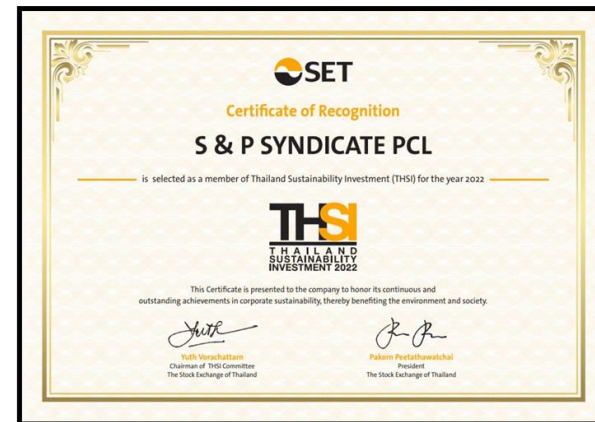 SET
Certificate of Recognition
S & P SYNDICATE PCL
is selected as a member of Thailand Sustainability Investment (THSI) for the year 2022
THSI
THAILAND
SUSTAINABILITY
INVESTMENT 2022
This Certificate is presented to the company to honor its continuous and
outstanding achievements in corporate sustainability, thereby benefiting the environment and society.
Yuth Vorachattarn
Chairman of THSI Committee
The Stock Exchange of Thailand
Pakorn Peetathawatchai
President
The Stock Exchange of Thailand